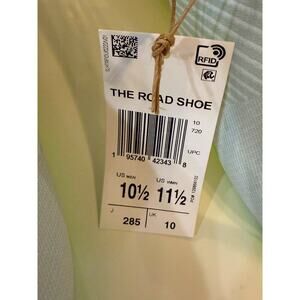 RFID
THE ROAD SHOE
10
720
UPC
1 95740 42343 8
US MEN US WMN
10½ 11½
J UK
285 10